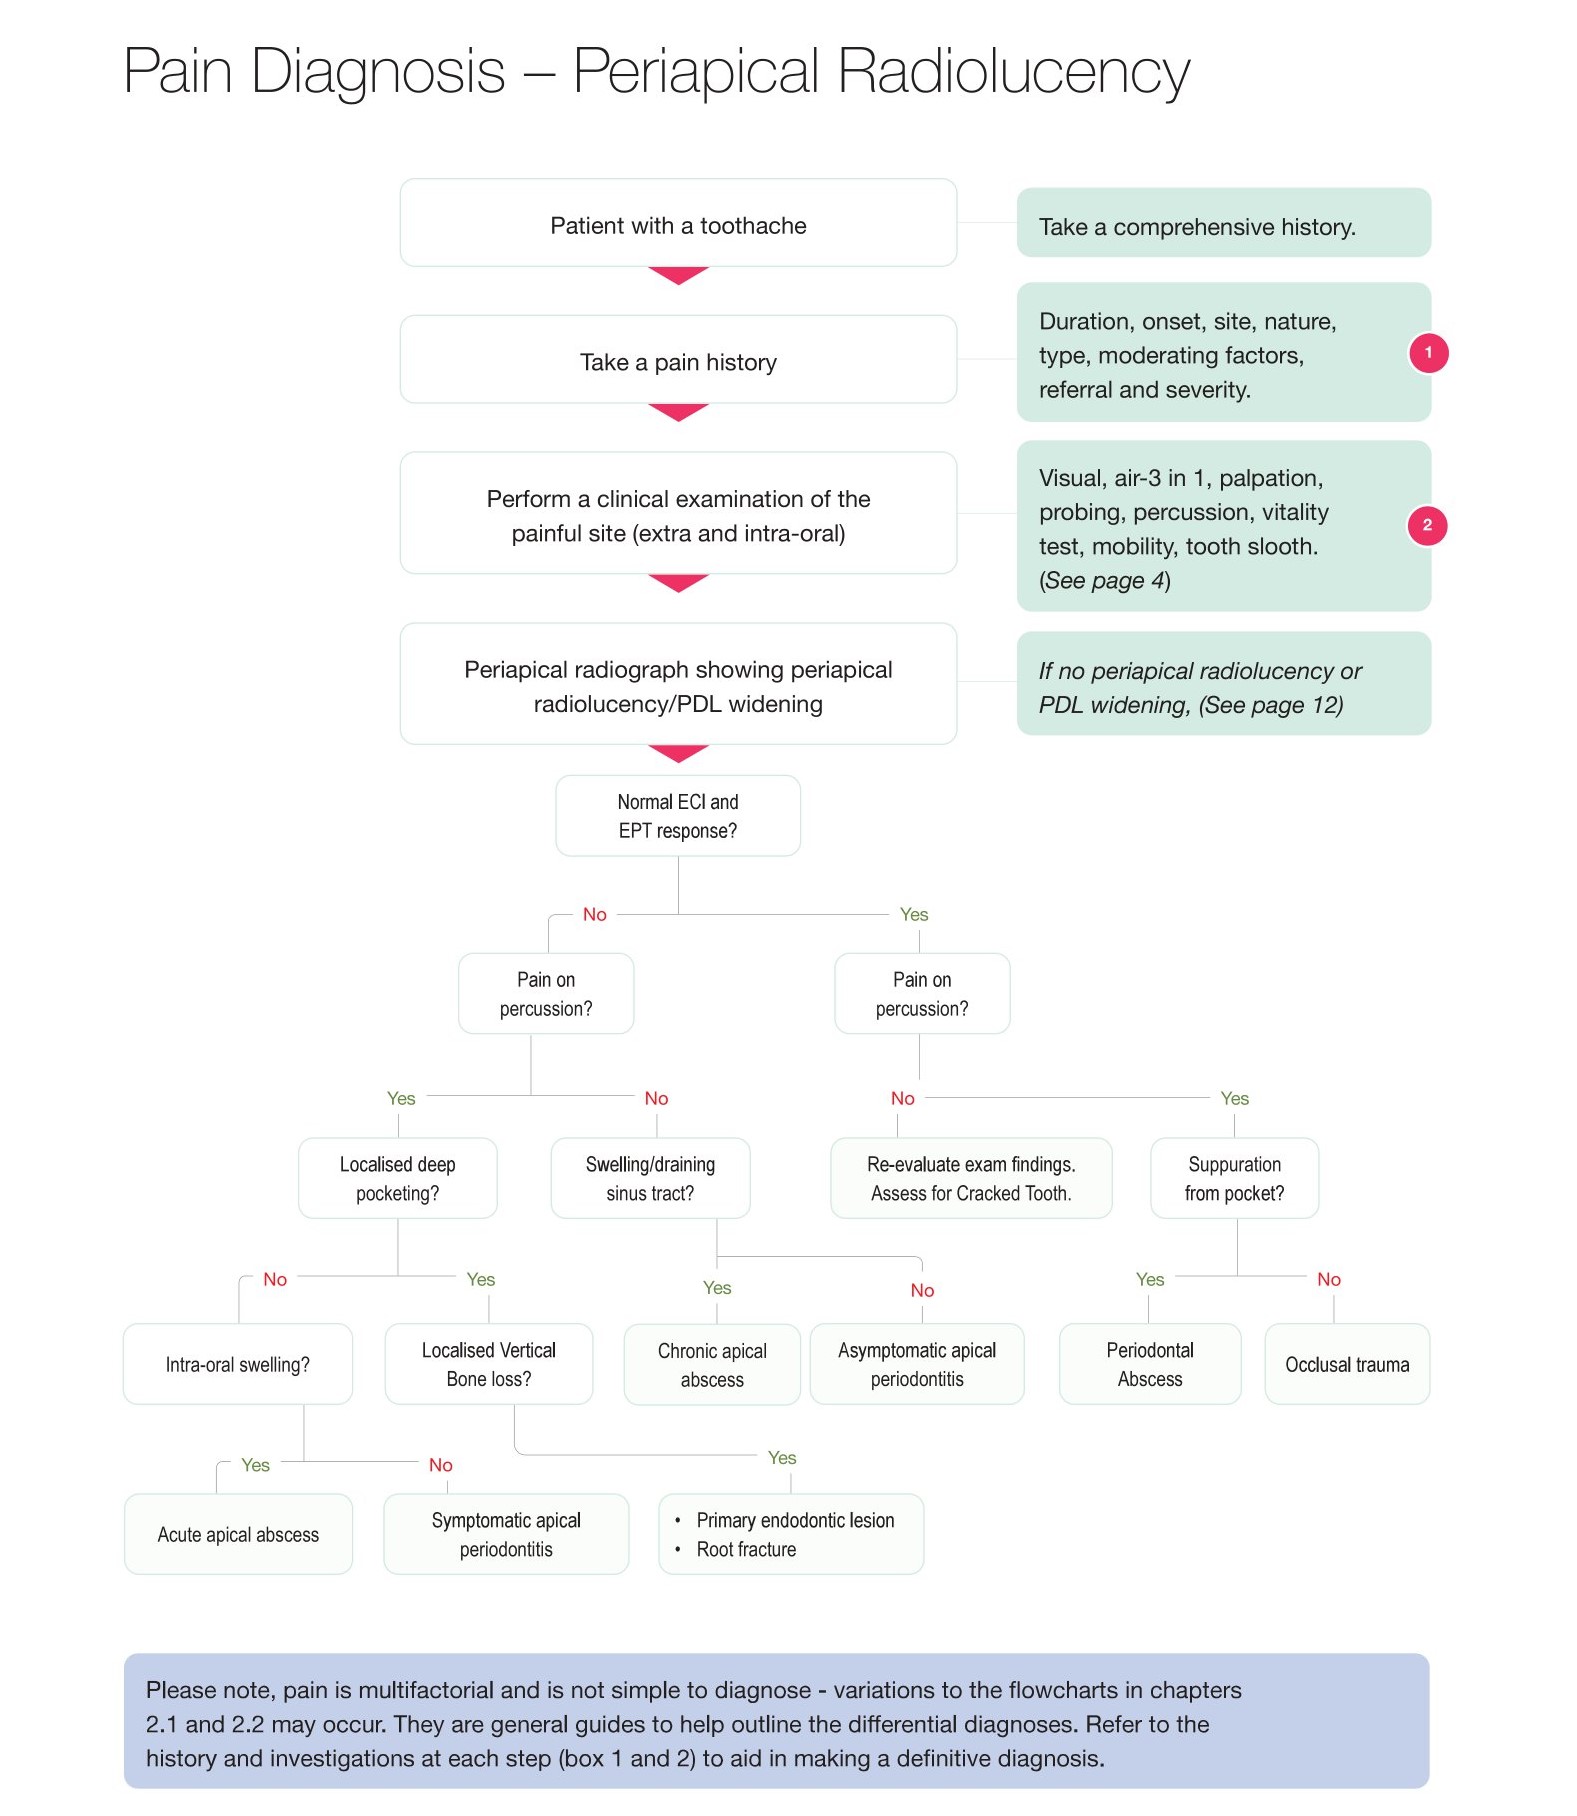 Pain Diagnosis – Periapical Radiolucency
Patient with a toothache
Take a comprehensive history.
Take a pain history
Duration, onset, site, nature,
type, moderating factors,
referral and severity.
1
Perform a clinical examination of the
painful site (extra and intra-oral)
Visual, air-3 in 1, palpation,
probing, percussion, vitality
test, mobility, tooth slooth.
(See page 4)
2
Periapical radiograph showing periapical
radiolucency/PDL widening
If no periapical radiolucency or
PDL widening, (See page 12)
Normal ECI and
EPT response?
No
Yes
Pain on
percussion?
Pain on
percussion?
Yes
No
No
Yes
Localised deep
pocketing?
Swelling/draining
sinus tract?
Re-evaluate exam findings.
Assess for Cracked Tooth.
Suppuration
from pocket?
No
Yes
Yes
No
Yes
No
Intra-oral swelling?
Localised Vertical
Bone loss?
Chronic apical
abscess
Asymptomatic apical
periodontitis
Periodontal
Abscess
Occlusal trauma
Yes
No
Yes
Acute apical abscess
Symptomatic apical
periodontitis
• Primary endodontic lesion
• Root fracture
Please note, pain is multifactorial and is not simple to diagnose - variations to the flowcharts in chapters
2.1 and 2.2 may occur. They are general guides to help outline the differential diagnoses. Refer to the
history and investigations at each step (box 1 and 2) to aid in making a definitive diagnosis.